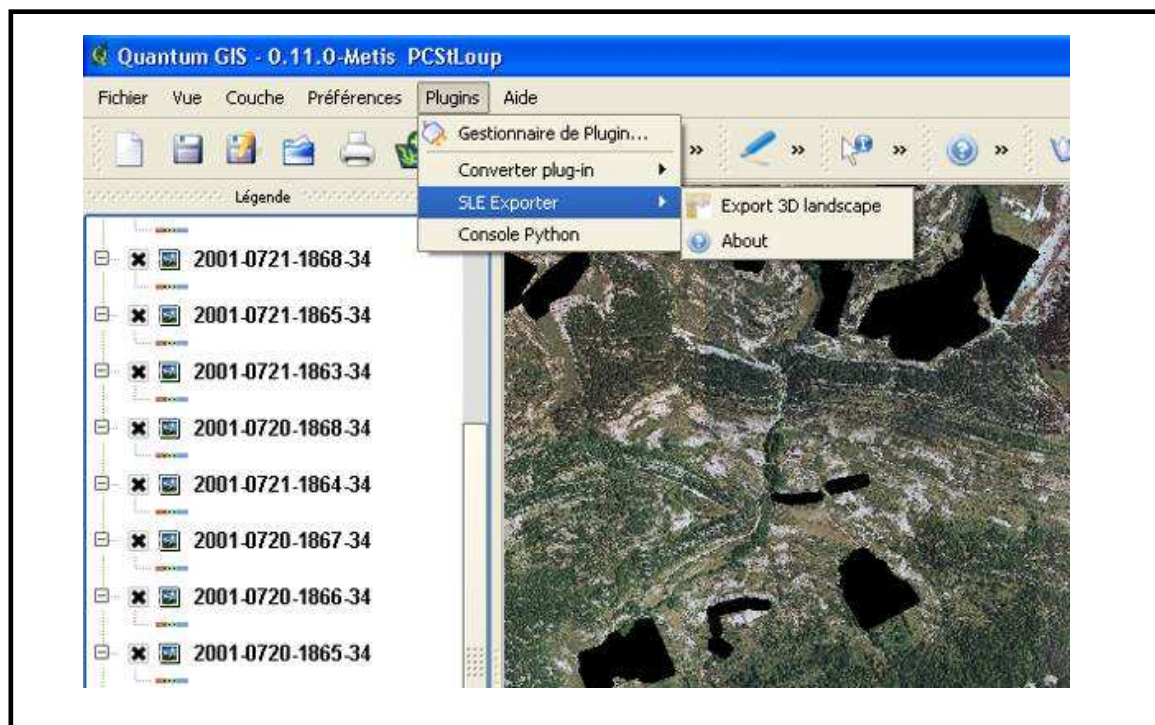 Quantum GIS - 0.11.0-Metis PCStLoup
Fichier Vue Couche Préférences Plugins Aide
Gestionnaire de Plugin...
Converter plug-in
SLE Exporter
Console Python
Export 3D landscape
About
Légende
2001-0721-1868-34
2001-0721-1865-34
2001-0721-1863-34
2001-0720-1868-34
2001-0721-1864-34
2001-0720-1867-34
2001-0720-1866-34
2001-0720-1865-34